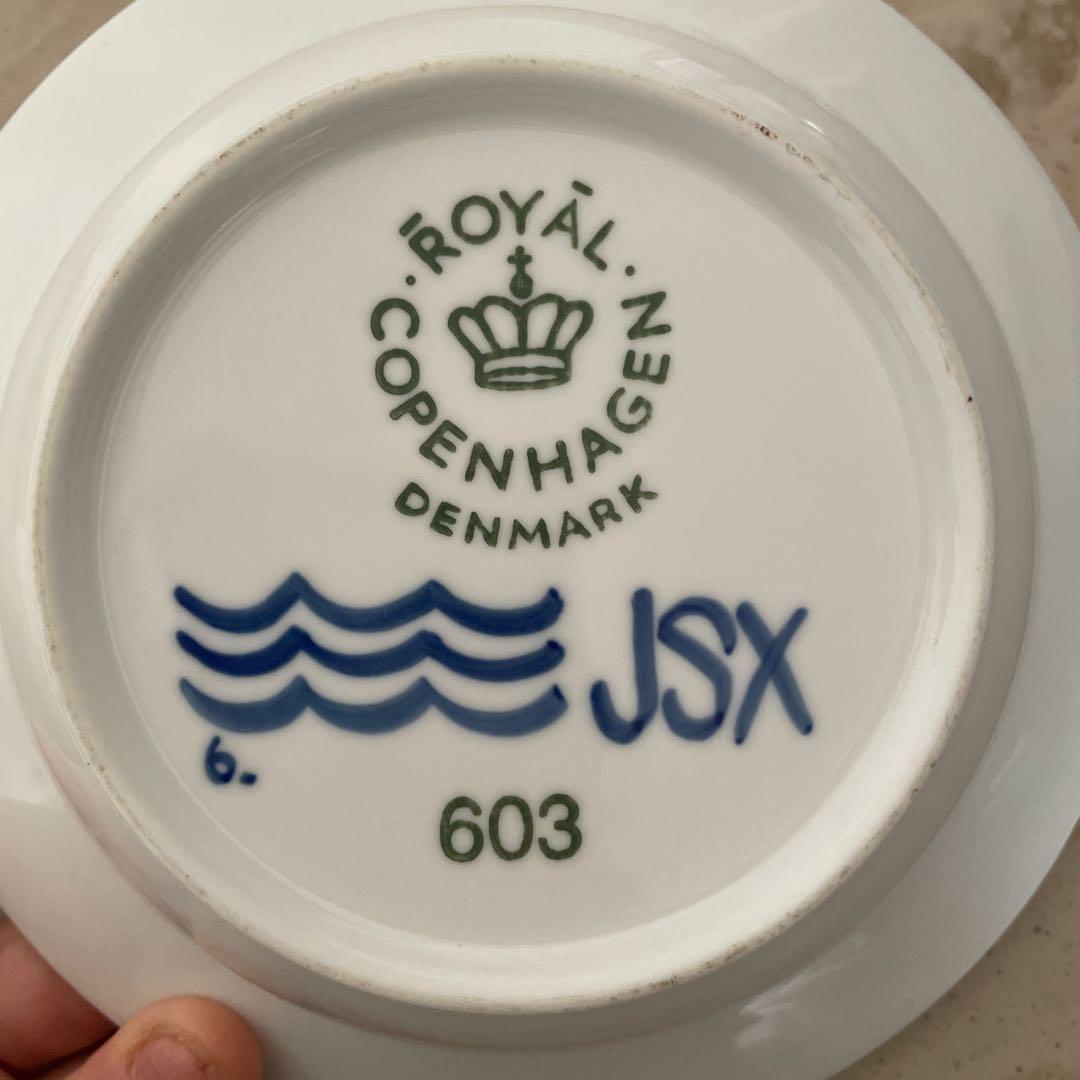 ROYAL
COPENHAGEN
DENMARK
JSX
6.
603